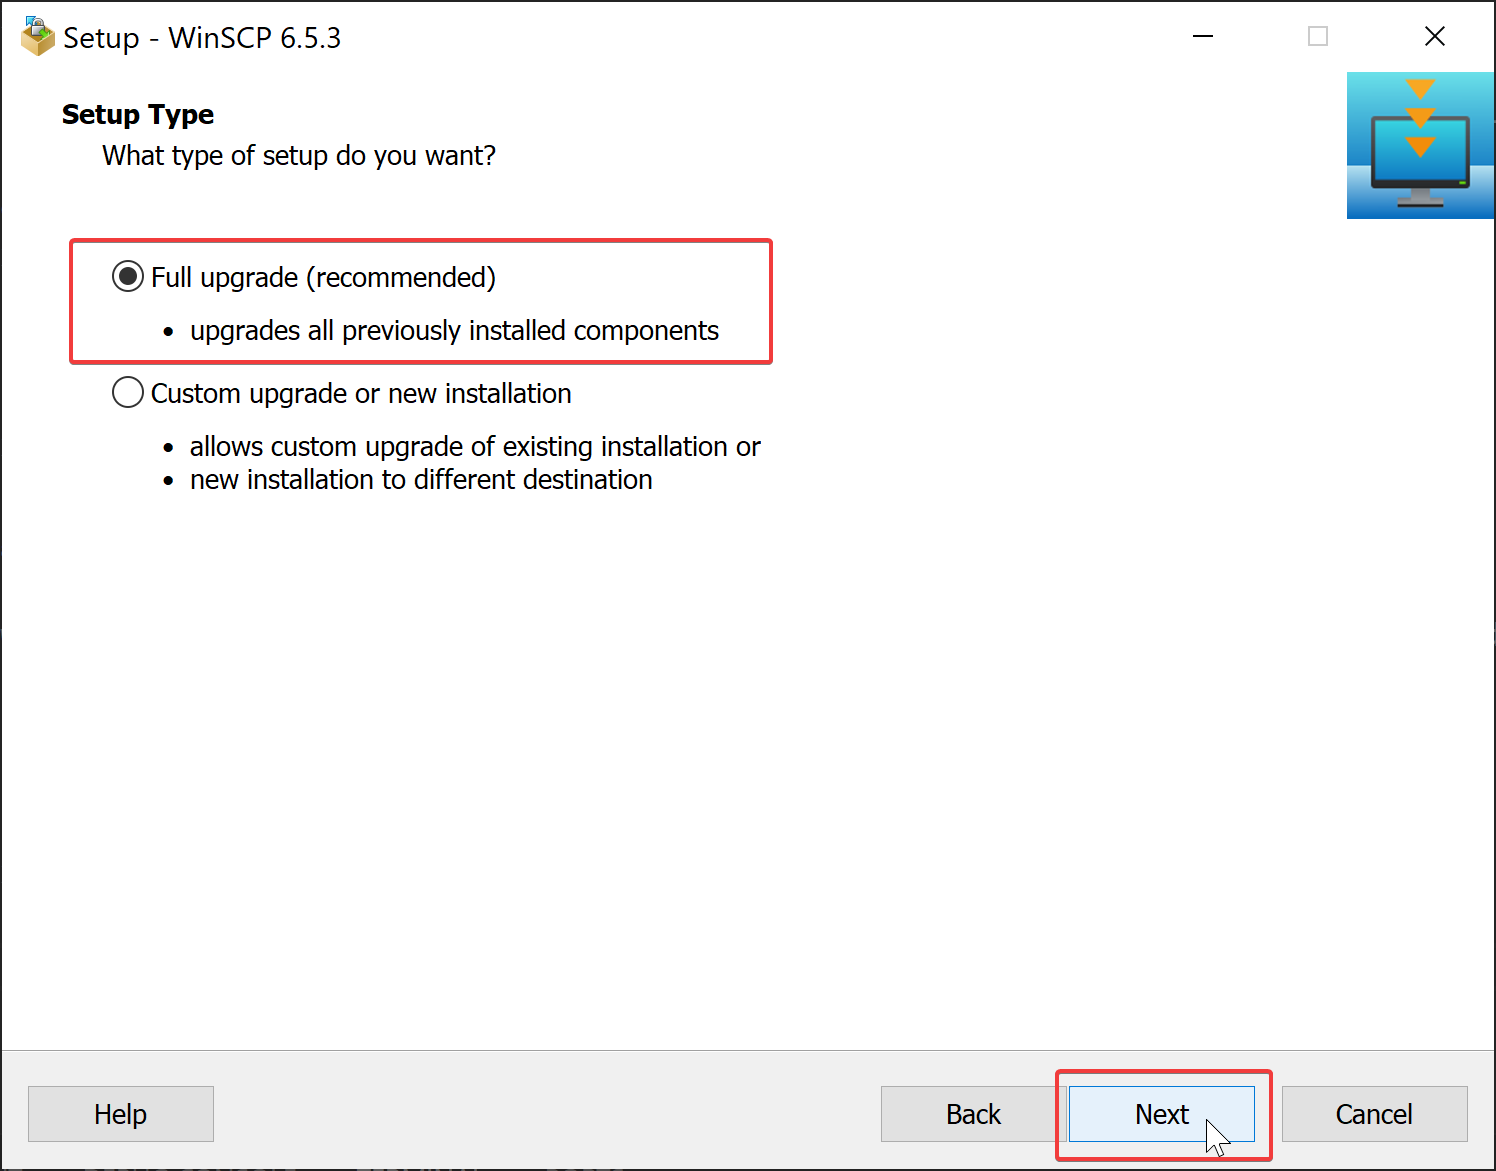 Setup - WinSCP 6.5.3
Setup Type
What type of setup do you want?
Full upgrade (recommended)
• upgrades all previously installed components
Custom upgrade or new installation
• allows custom upgrade of existing installation or
• new installation to different destination
Help
Back
Next
Cancel